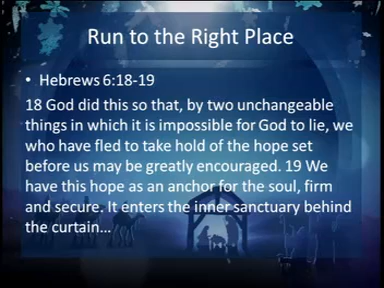 Run to the Right Place
• Hebrews 6:18-19
18 God did this so that, by two unchangeable
things in which it is impossible for God to lie, we
who have fled to take hold of the hope set
before us may be greatly encouraged. 19 We
have this hope as an anchor for the soul, firm
and secure. It enters the inner sanctuary behind
the curtain...